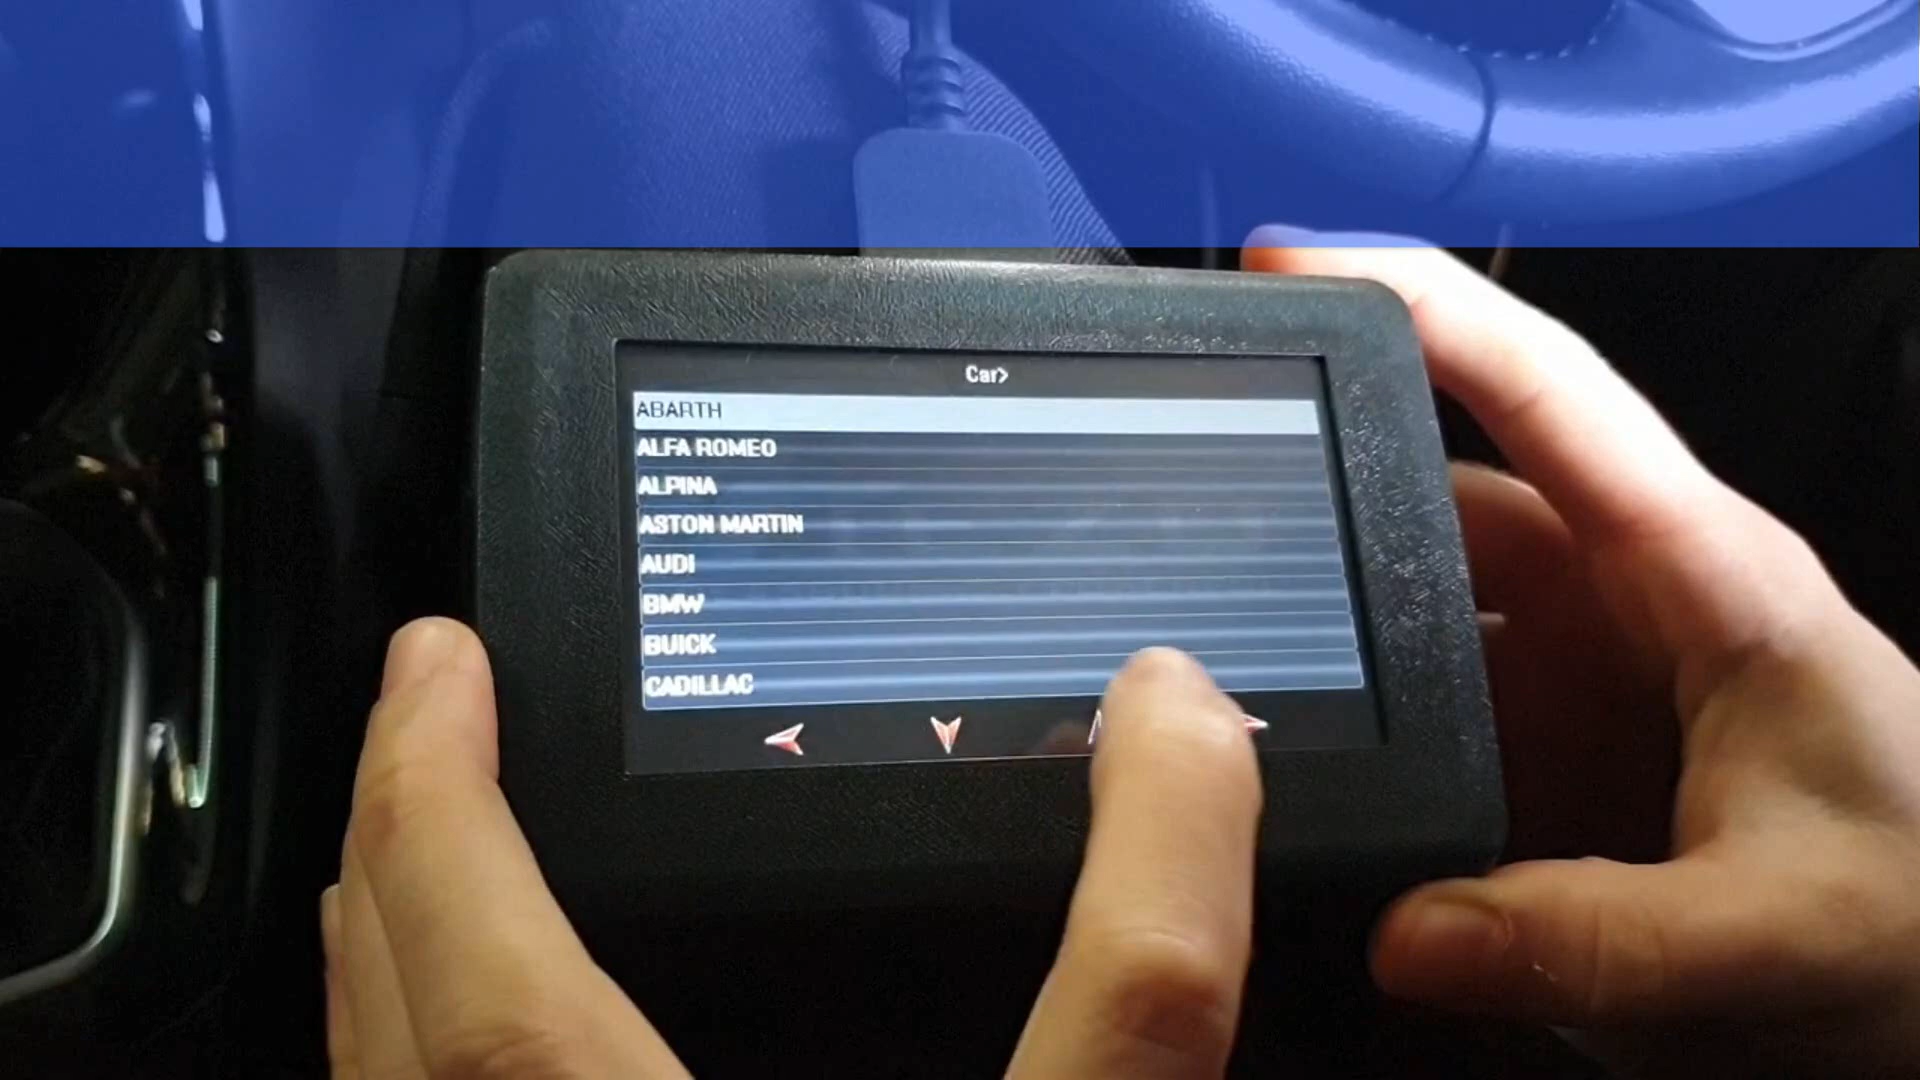 Car>
ABARTH
ALFA ROMEO
ALPINA
ASTON MARTIN
AUDI
BMW
BUICK
CADILLAC